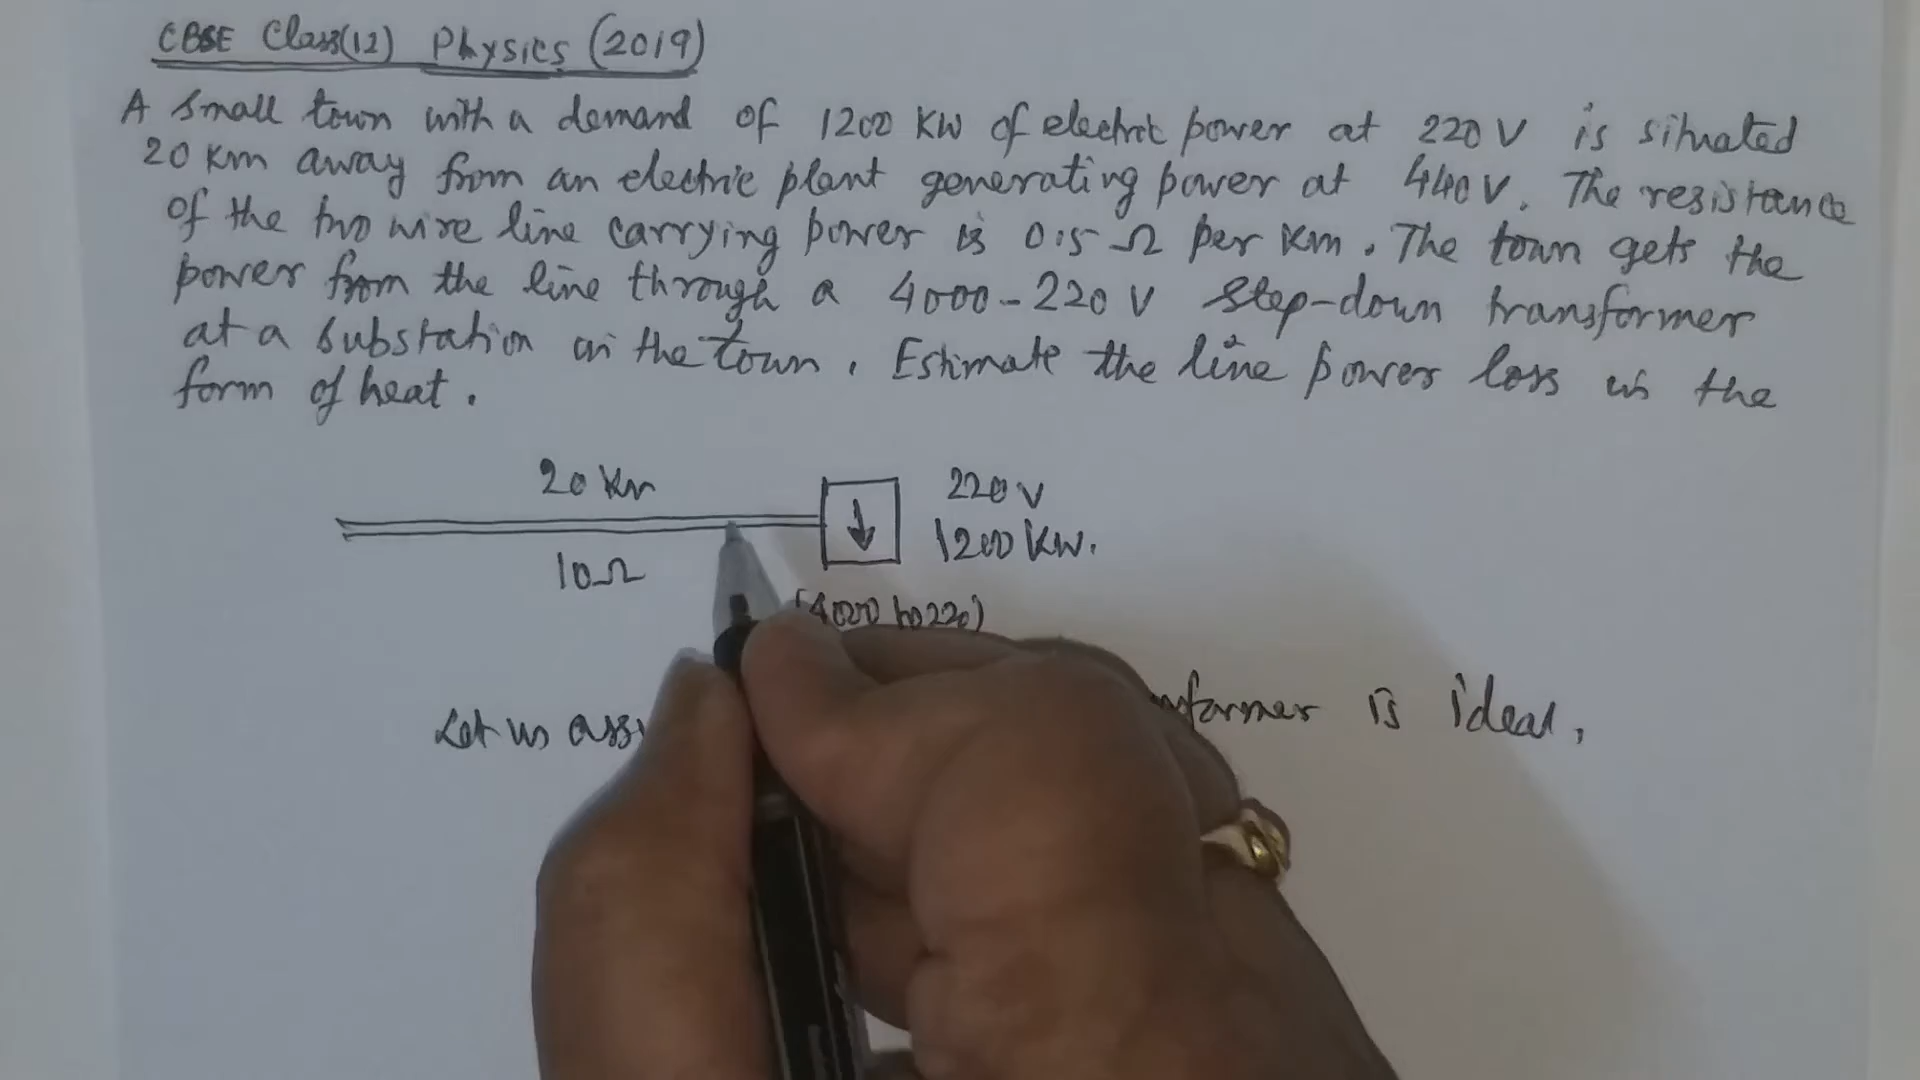 CBSE Class(12) Physics (2019)
A small town with a demand of 1200 KW of electric power at 220 V is situated
20 KM away from an electric plant generating power at 440 V. The resistance
of the two wire line carrying power is 0.5 Ω per KM. The town gets the
power from the line through a 4000-220 V step-down transformer
at a substation in the town. Estimate the line power loss in the
form of heat.
20 Km
220 V
1200 KW.
10Ω
(4000 to 220)
Let us is ideal,